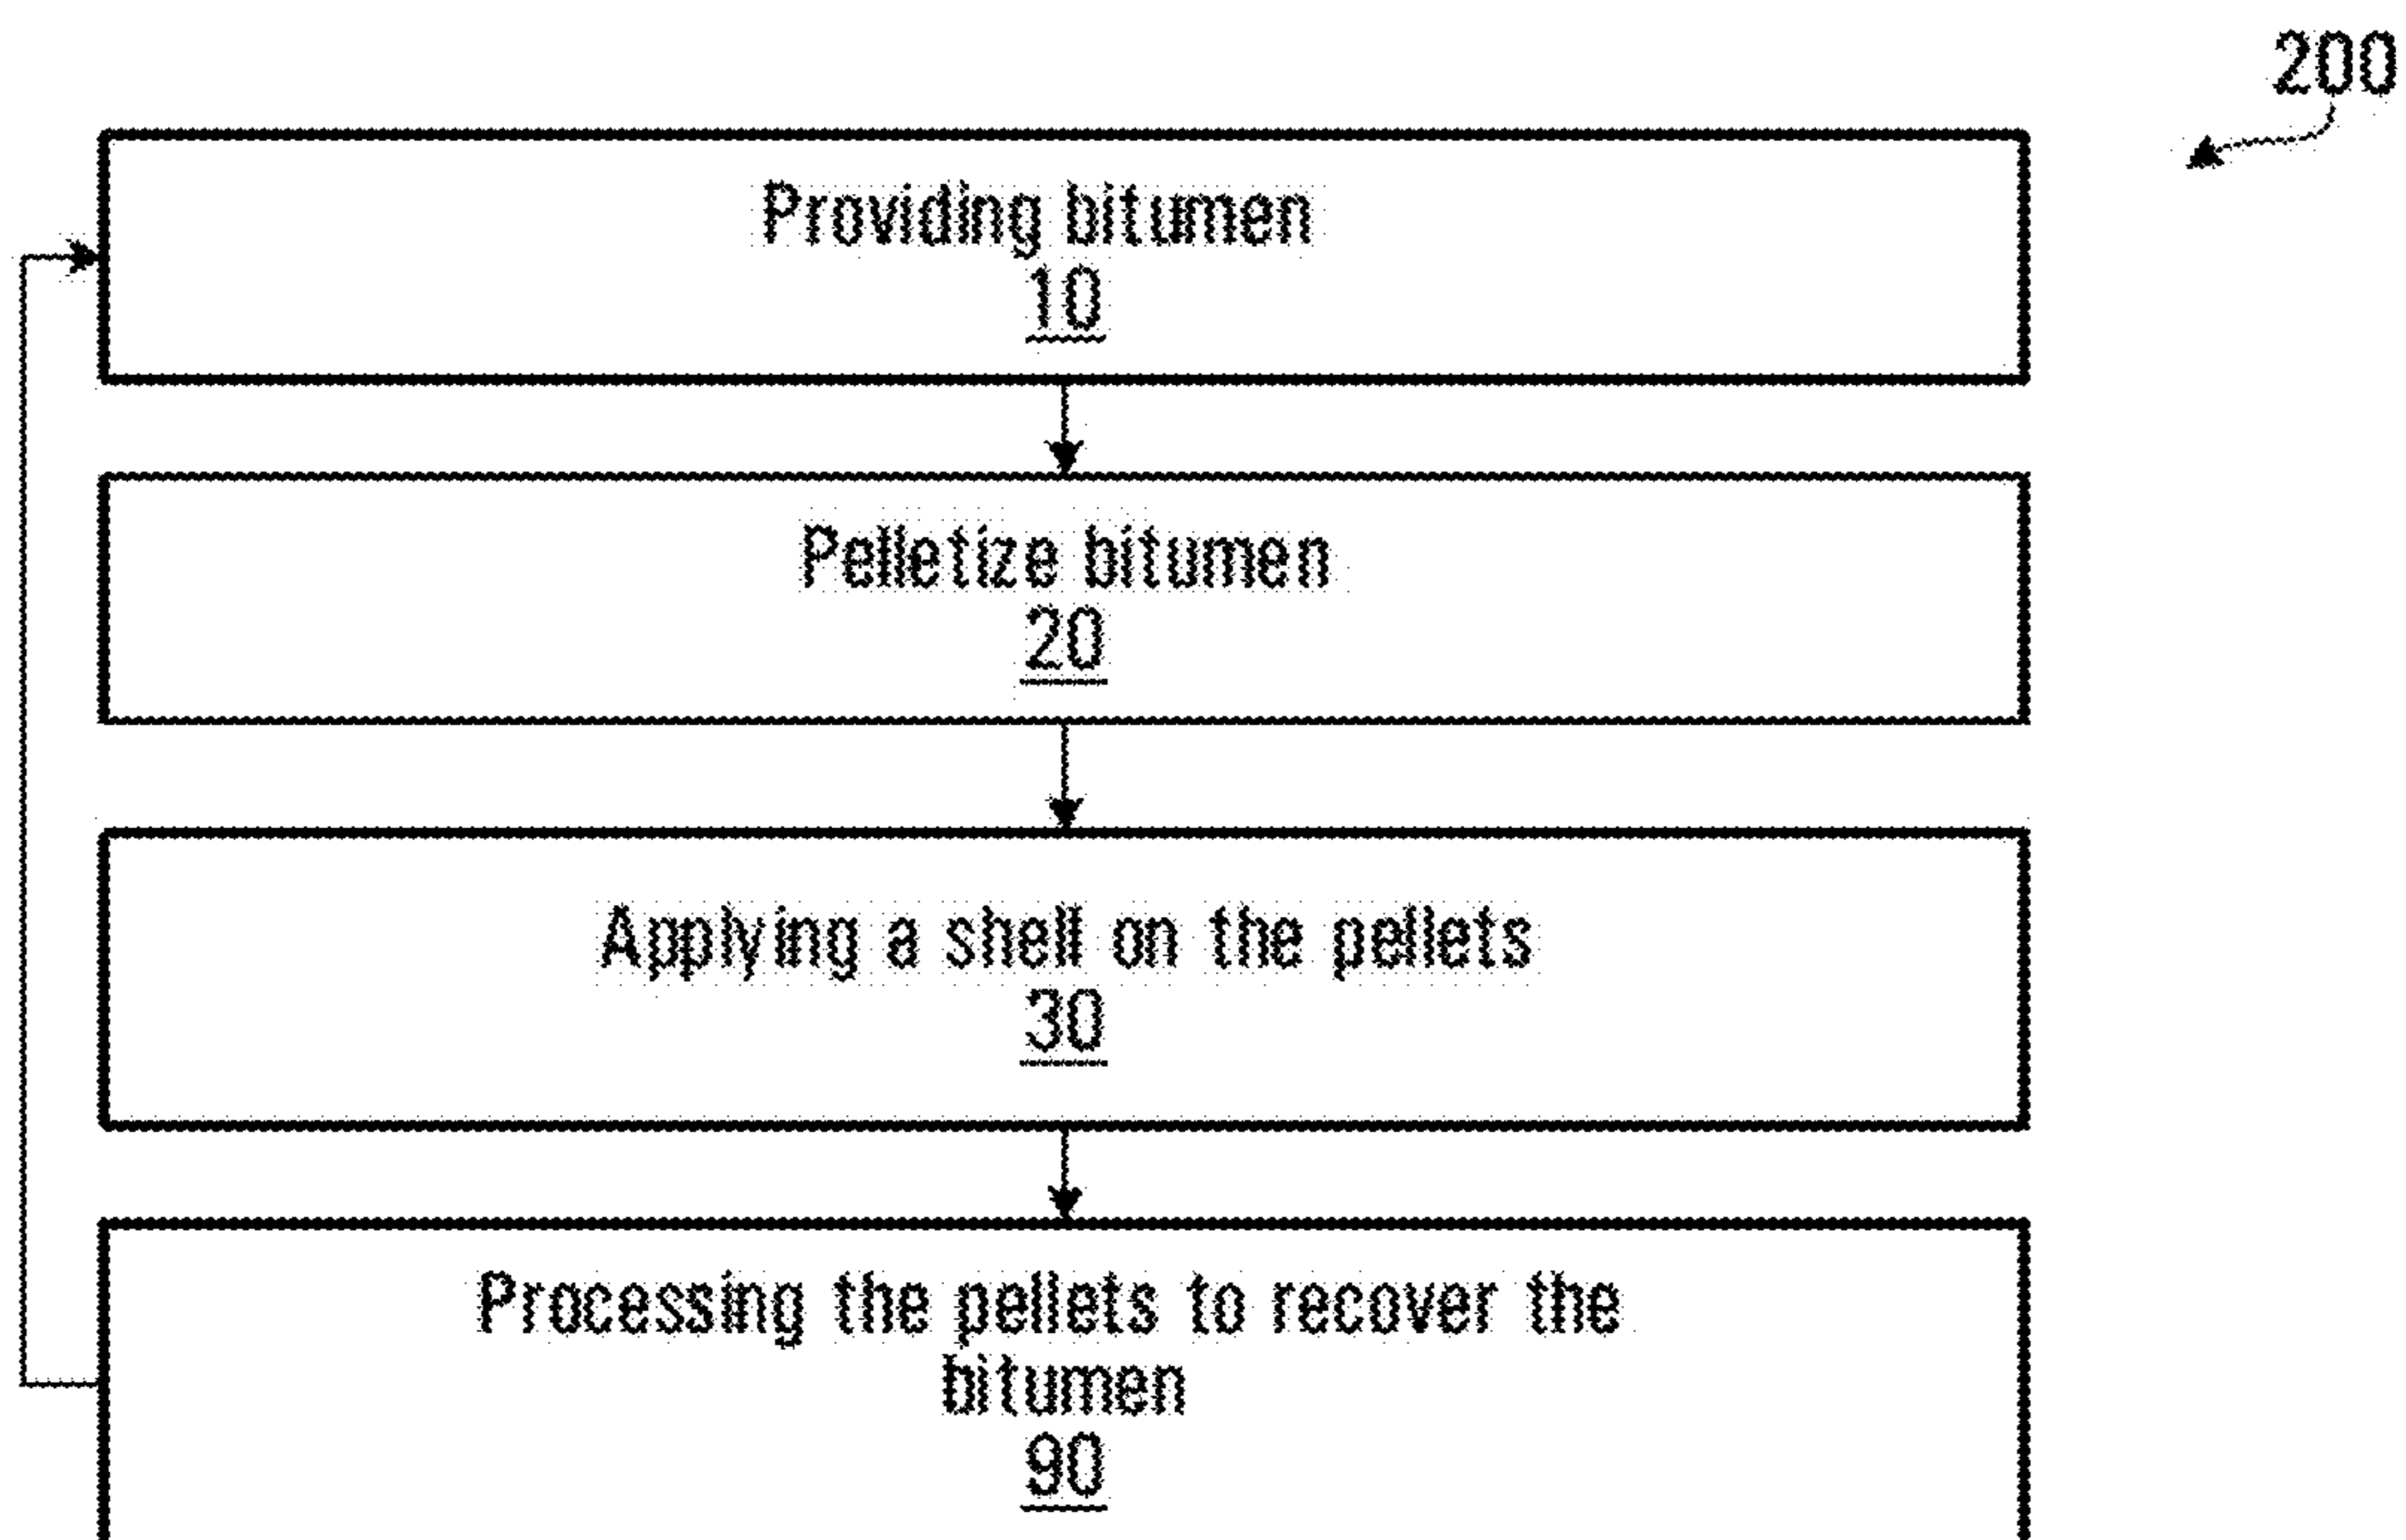 200
Providing bitumen
10
Pelletize bitumen
20
Applying a shell on the pellets
30
Processing the pellets to recover the
bitumen
90